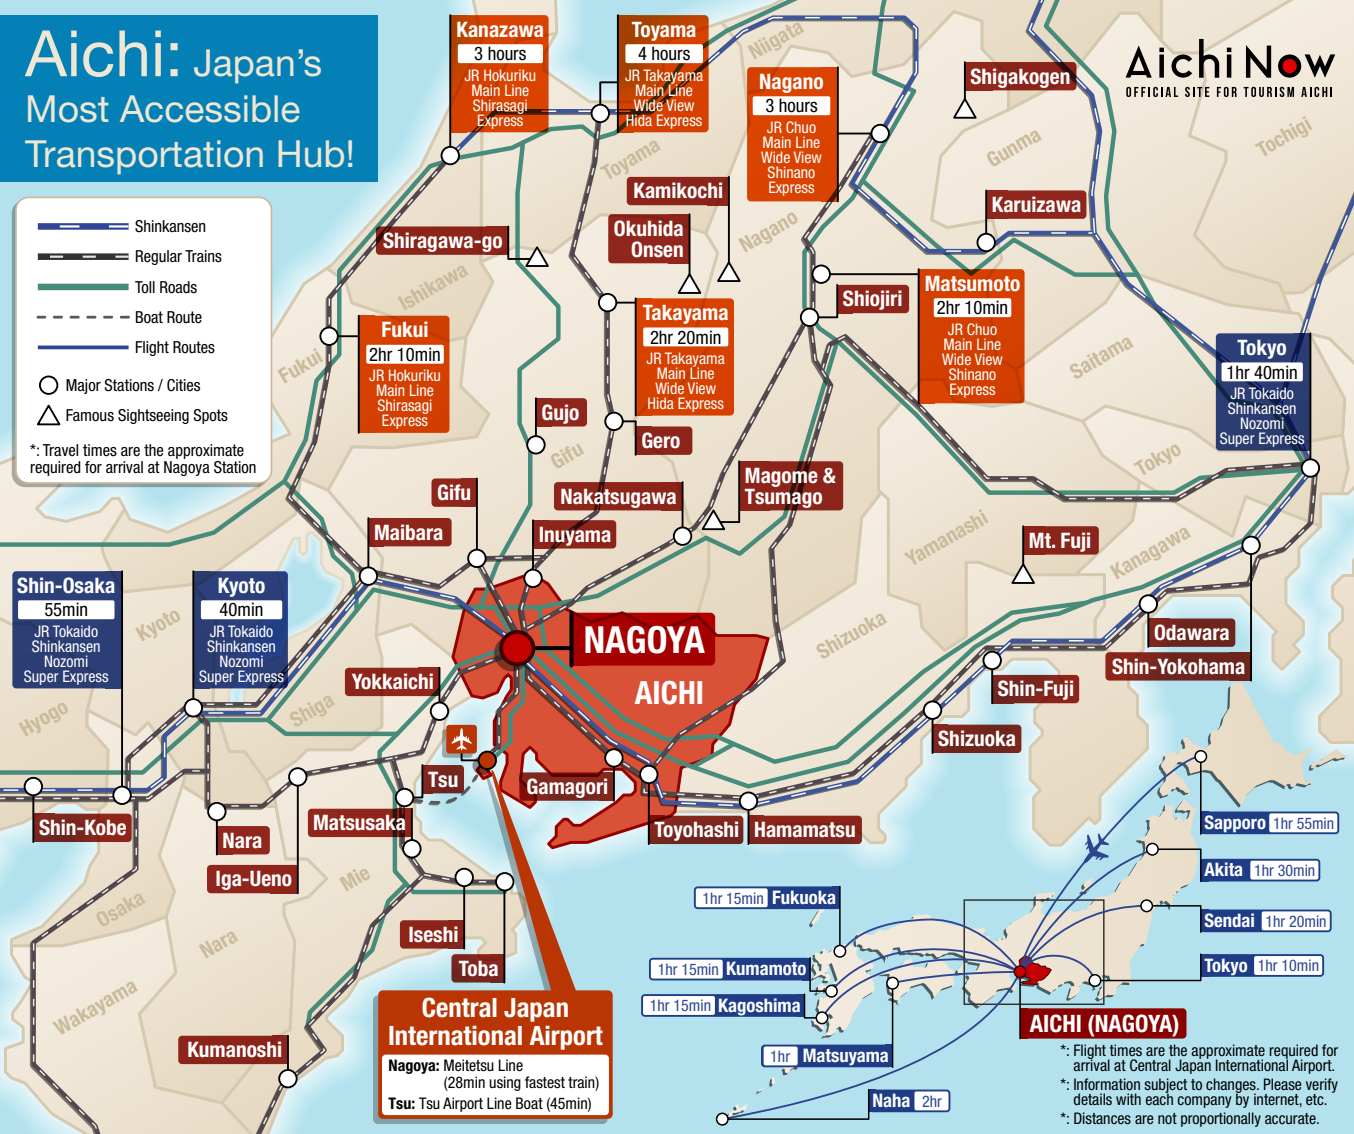 Aichi: Japan's
Most Accessible
Transportation Hub!
Shinkansen
Regular Trains
Toll Roads
Boat Route
Flight Routes
Major Stations / Cities
Famous Sightseeing Spots
*: Travel times are the approximate
required for arrival at Nagoya Station
Kanazawa
3 hours
JR Hokuriku
Main Line
Shirasagi
Express
Toyama
4 hours
JR Takayama
Main Line
Wide View
Hida Express
Niigata
Nagano
3 hours
JR Chuo
Main Line
Wide View
Shinano
Express
Shigakogen
Aichi Now
OFFICIAL SITE FOR TOURISM AICHI
Tochigi
Gunma
Toyama
Kamikochi
Karuizawa
Okuhida
Onsen
Nagano
Shiragawa-go
Ishikawa
Shiojiri
Matsumoto
2hr 10min
JR Chuo
Main Line
Wide View
Shinano
Express
Takayama
2hr 20min
JR Takayama
Main Line
Wide View
Hida Express
Fukui
2hr 10min
JR Hokuriku
Main Line
Shirasagi
Express
Fukui
Saitama
Tokyo
1hr 40min
JR Tokaido
Shinkansen
Nozomi
Super Express
Gujo
Gero
Gifu
Tokyo
Gifu
Nakatsugawa
Magome &
Tsumago
Maibara
Inuyama
Yamanashi
Mt. Fuji
Kanagawa
Shin-Osaka
55min
JR Tokaido
Shinkansen
Nozomi
Super Express
Kyoto
Kyoto
40min
JR Tokaido
Shinkansen
Nozomi
Super Express
NAGOYA
AICHI
Shizuoka
Odawara
Shin-Yokohama
Shin-Fuji
Yokkaichi
Shiga
Hyogo
Shizuoka
Tsu
Gamagori
Matsusaka
Toyohashi
Hamamatsu
Shin-Kobe
Nara
Iga-Ueno
Mie
Osaka
Nara
Iseshi
Toba
Wakayama
Kumanoshi
Central Japan
International Airport
Nagoya: Meitetsu Line
(28min using fastest train)
Tsu: Tsu Airport Line Boat (45min)
Sapporo 1hr 55min
Akita 1hr 30min
Sendai 1hr 20min
Tokyo 1hr 10min
1hr 15min Fukuoka
1hr 15min Kumamoto
1hr 15min Kagoshima
1hr Matsuyama
Naha 2hr
AICHI (NAGOYA)
*: Flight times are the approximate required for
arrival at Central Japan International Airport.
*: Information subject to changes. Please verify
details with each company by internet, etc.
*: Distances are not proportionally accurate.